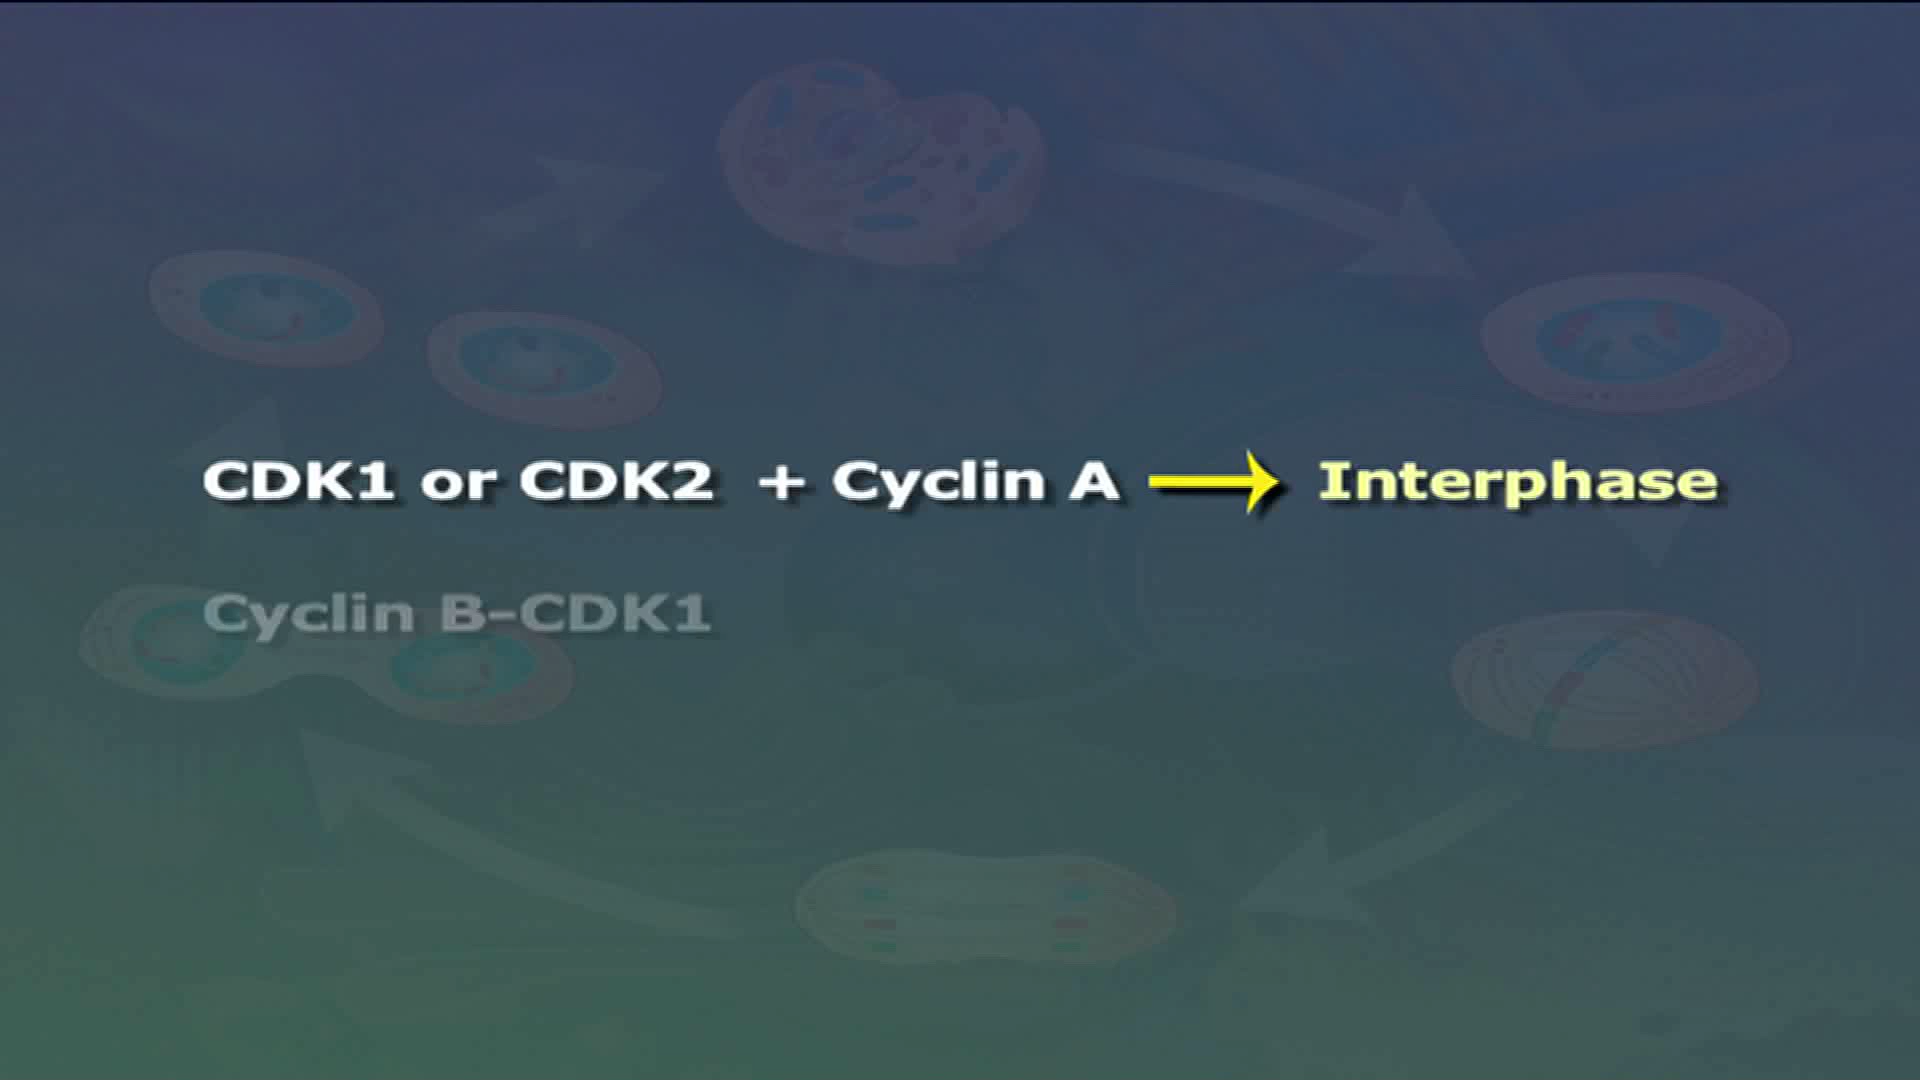 CDK1 or CDK2 + Cyclin A → Interphase
Cyclin B-CDK1